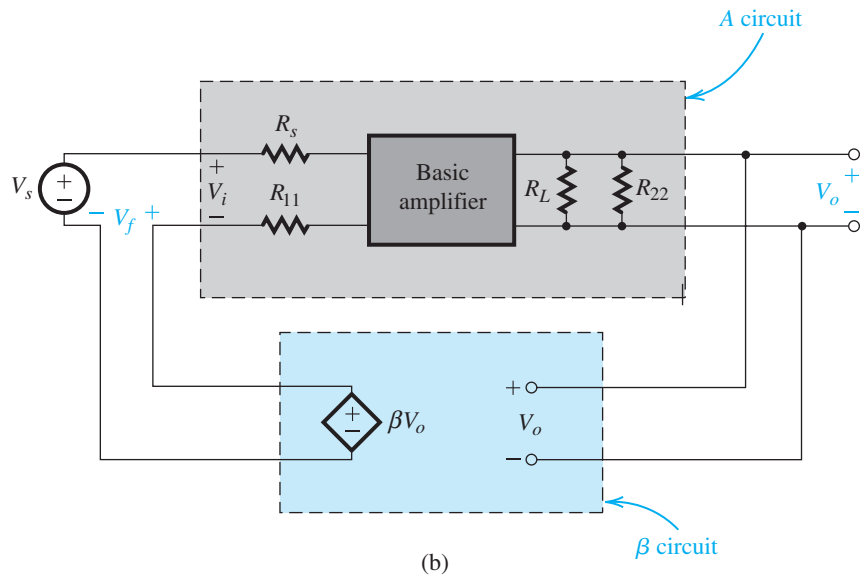 A circuit
R_s
Basic
amplifier
V_s
+
−
− V_f +
+
V_i
−
R_11
R_L
R_22
+
V_o
−
+
−
βV_o
+
V_o
−
β circuit
(b)